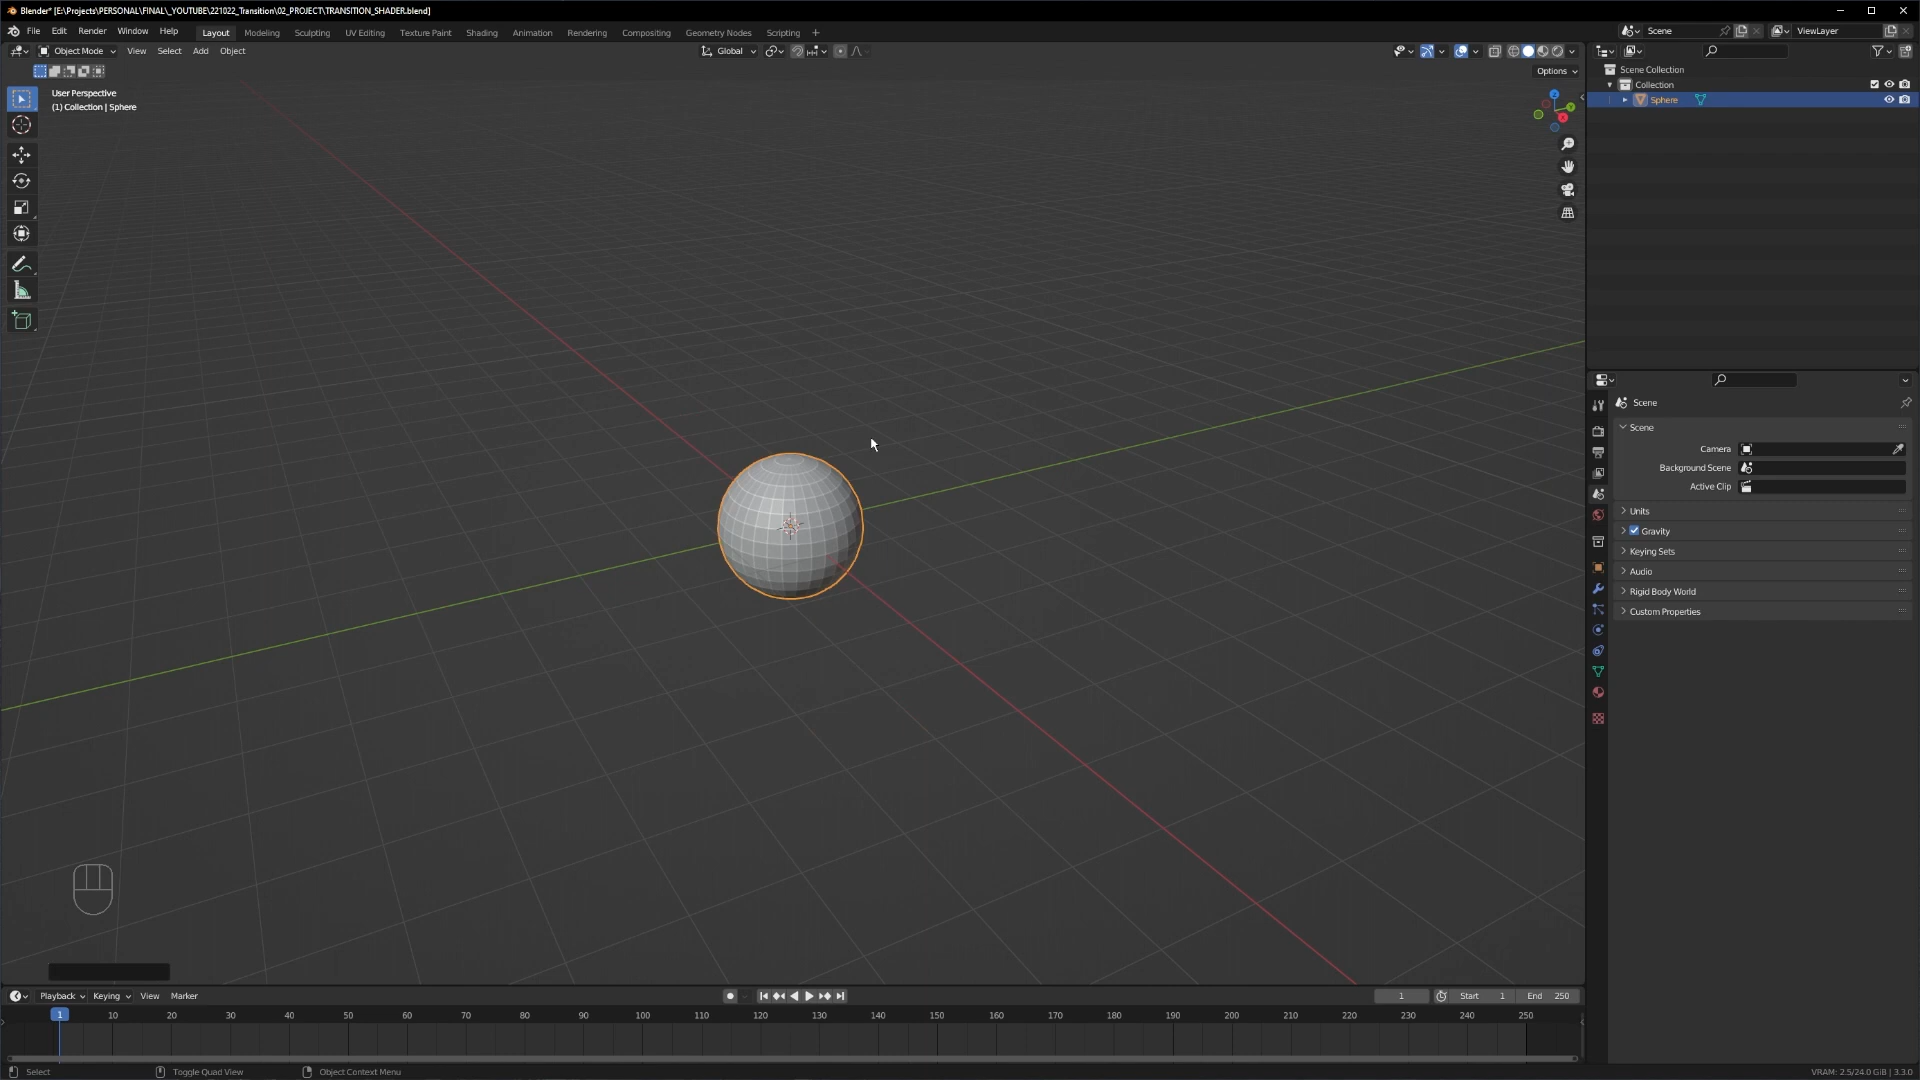 Blender* [E:\Projects\PERSONAL\FINAL\_YOUTUBE\221022_Transition\02_PROJECT\TRANSITION_SHADER.blend]
File Edit Render Window Help Layout Modeling Sculpting UV Editing Texture Paint Shading Animation Rendering Compositing Geometry Nodes Scripting + Scene ViewLayer
Object Mode View Select Add Object Global
Options
User Perspective
(1) Collection | Sphere
Scene Collection
Collection
Sphere
Scene
Scene
Camera
Background Scene
Active Clip
Units
Gravity
Keying Sets
Audio
Rigid Body World
Custom Properties
Playback Keying View Marker 1 Start 1 End 250
1 10 20 30 40 50 60 70 80 90 100 110 120 130 140 150 160 170 180 190 200 210 220 230 240 250
Select Toggle Quad View Object Context Menu VRAM: 2.5/24.0 GiB | 3.3.0